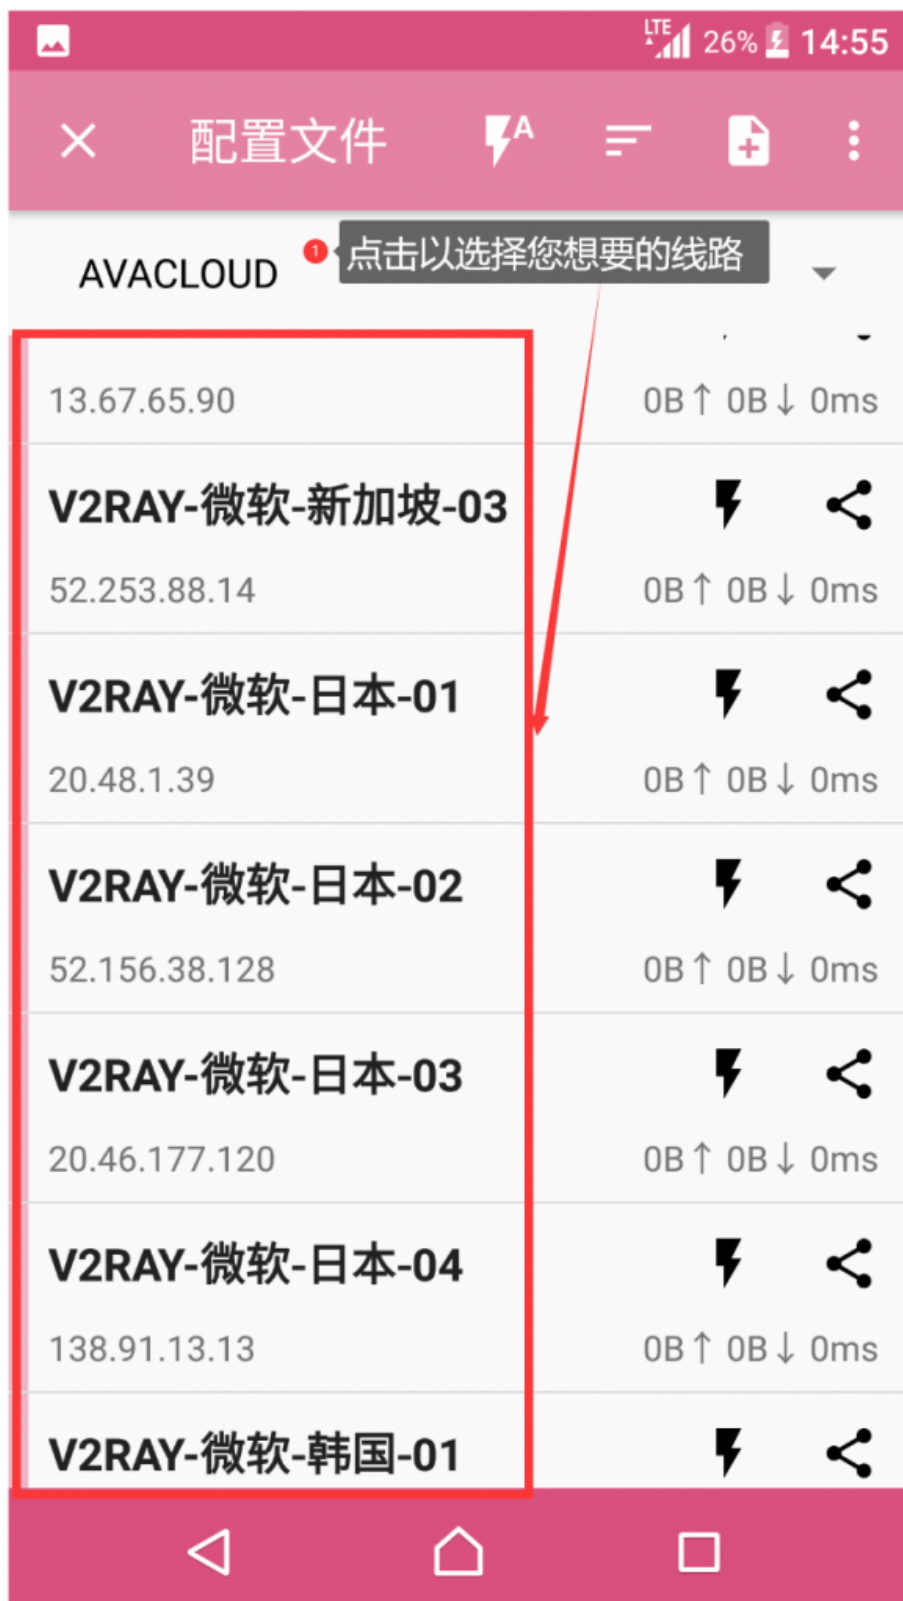 LTE 26% 14:55
配置文件 A
AVACLOUD 1 点击以选择您想要的线路
13.67.65.90 0B↑ 0B↓ 0ms
V2RAY-微软-新加坡-03
52.253.88.14 0B↑ 0B↓ 0ms
V2RAY-微软-日本-01
20.48.1.39 0B↑ 0B↓ 0ms
V2RAY-微软-日本-02
52.156.38.128 0B↑ 0B↓ 0ms
V2RAY-微软-日本-03
20.46.177.120 0B↑ 0B↓ 0ms
V2RAY-微软-日本-04
138.91.13.13 0B↑ 0B↓ 0ms
V2RAY-微软-韩国-01